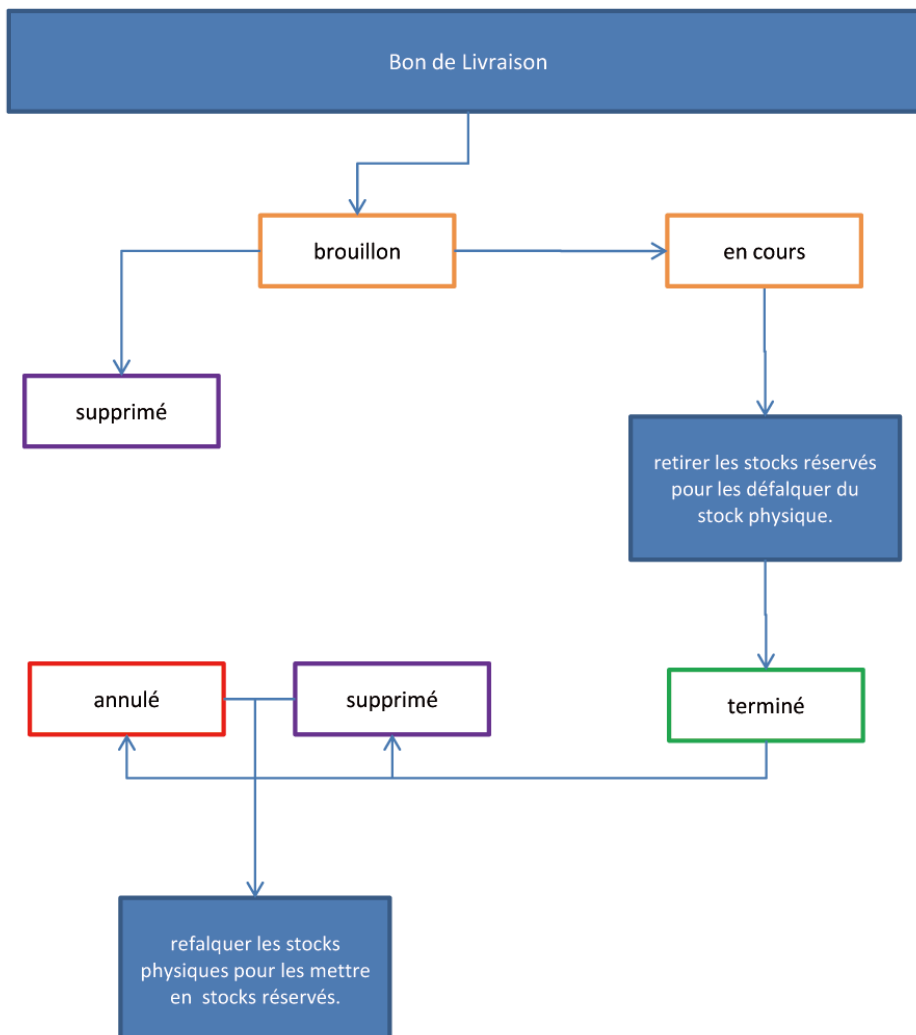 Bon de Livraison
brouillon
en cours
supprimé
retirer les stocks réservés
pour les défalquer du
stock physique.
annulé
supprimé
terminé
refalquer les stocks
physiques pour les mettre
en stocks réservés.